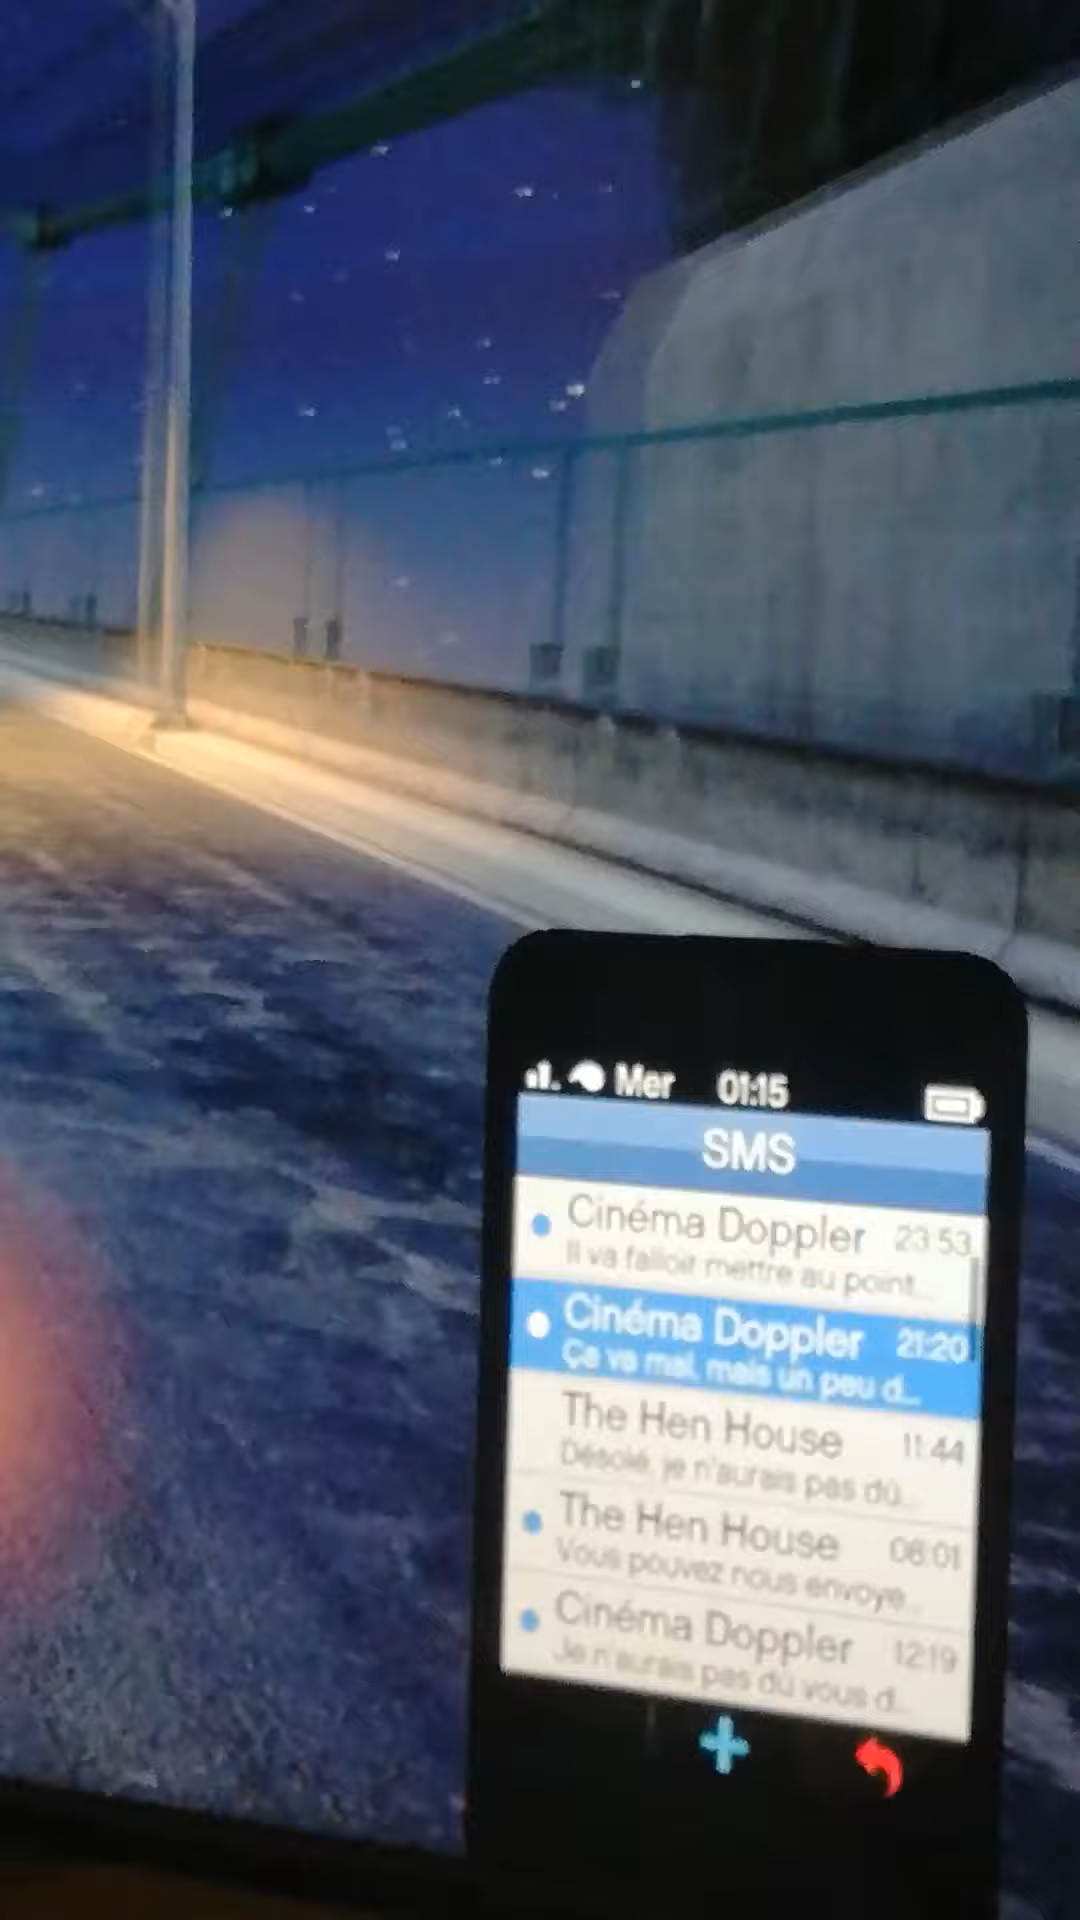 Mer 01:15
SMS
Cinéma Doppler 23:53
Il va falloir mettre au point...
Cinéma Doppler 21:20
Ça va mal, mais un peu d...
The Hen House 11:44
Désolé, je n'aurais pas dû...
The Hen House 08:01
Vous pouvez nous envoye...
Cinéma Doppler 12:19
Je n'aurais pas dû vous d...